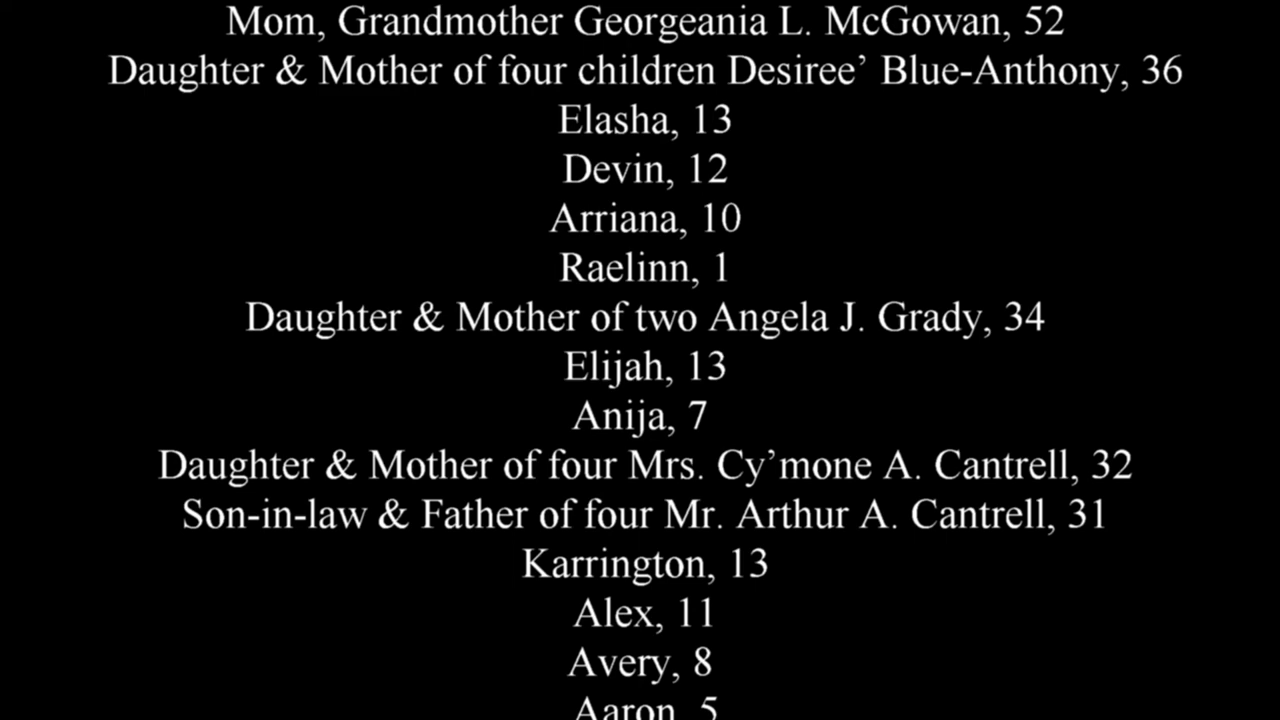 Mom, Grandmother Georgeania L. McGowan, 52
Daughter & Mother of four children Desiree’ Blue-Anthony, 36
Elasha, 13
Devin, 12
Arriana, 10
Raelinn, 1
Daughter & Mother of two Angela J. Grady, 34
Elijah, 13
Anija, 7
Daughter & Mother of four Mrs. Cy’mone A. Cantrell, 32
Son-in-law & Father of four Mr. Arthur A. Cantrell, 31
Karrington, 13
Alex, 11
Avery, 8
Aaron, 5